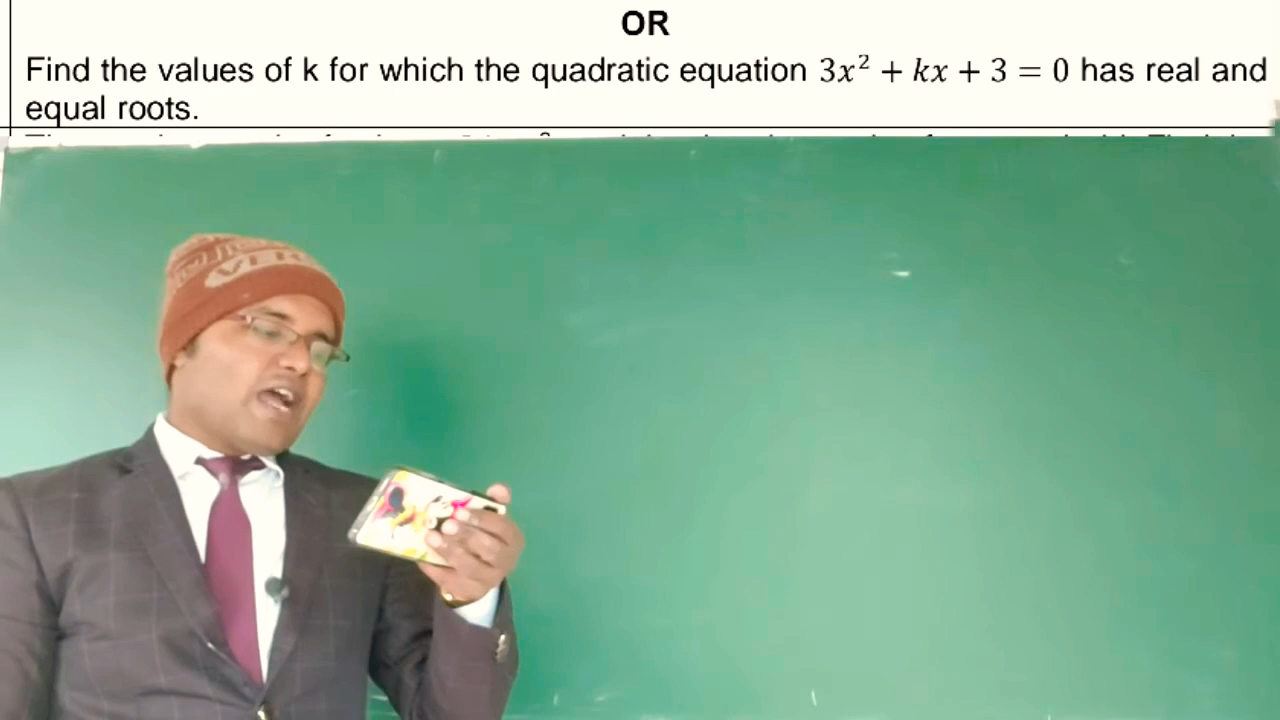 OR
Find the values of k for which the quadratic equation 3𝑥² + 𝑘𝑥 + 3 = 0 has real and
equal roots.